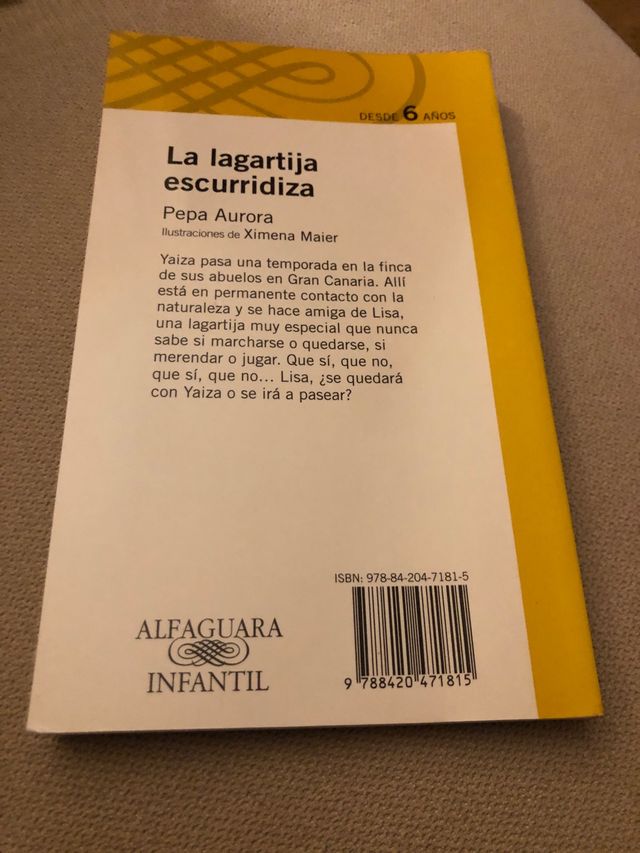 DESDE 6 AÑOS
La lagartija
escurridiza
Pepa Aurora
Ilustraciones de Ximena Maier
Yaiza pasa una temporada en la finca
de sus abuelos en Gran Canaria. Allí
está en permanente contacto con la
naturaleza y se hace amiga de Lisa,
una lagartija muy especial que nunca
sabe si marcharse o quedarse, si
merendar o jugar. Que sí, que no,
que sí, que no... Lisa, ¿se quedará
con Yaiza o se irá a pasear?
ISBN: 978-84-204-7181-5
9 788420 471815
ALFAGUARA
INFANTIL